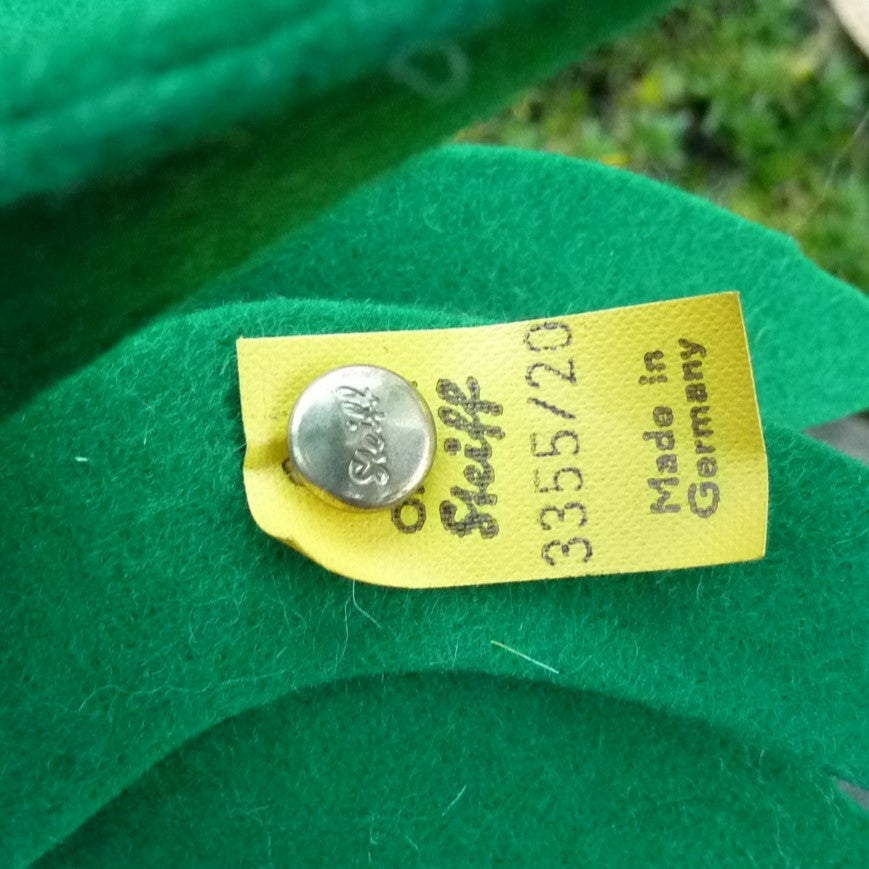 Steiff
Steiff
3355/20
Made in
Germany